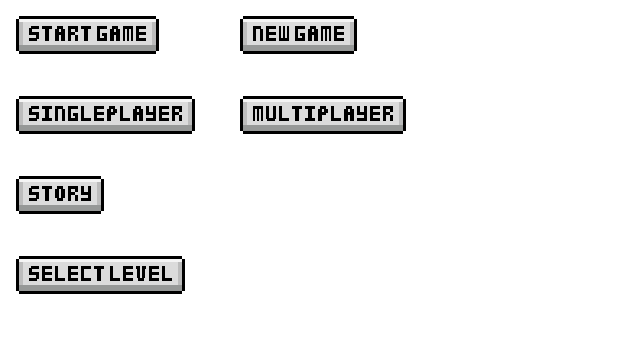 START GAME
NEW GAME
SINGLEPLAYER
MULTIPLAYER
STORY
SELECT LEVEL